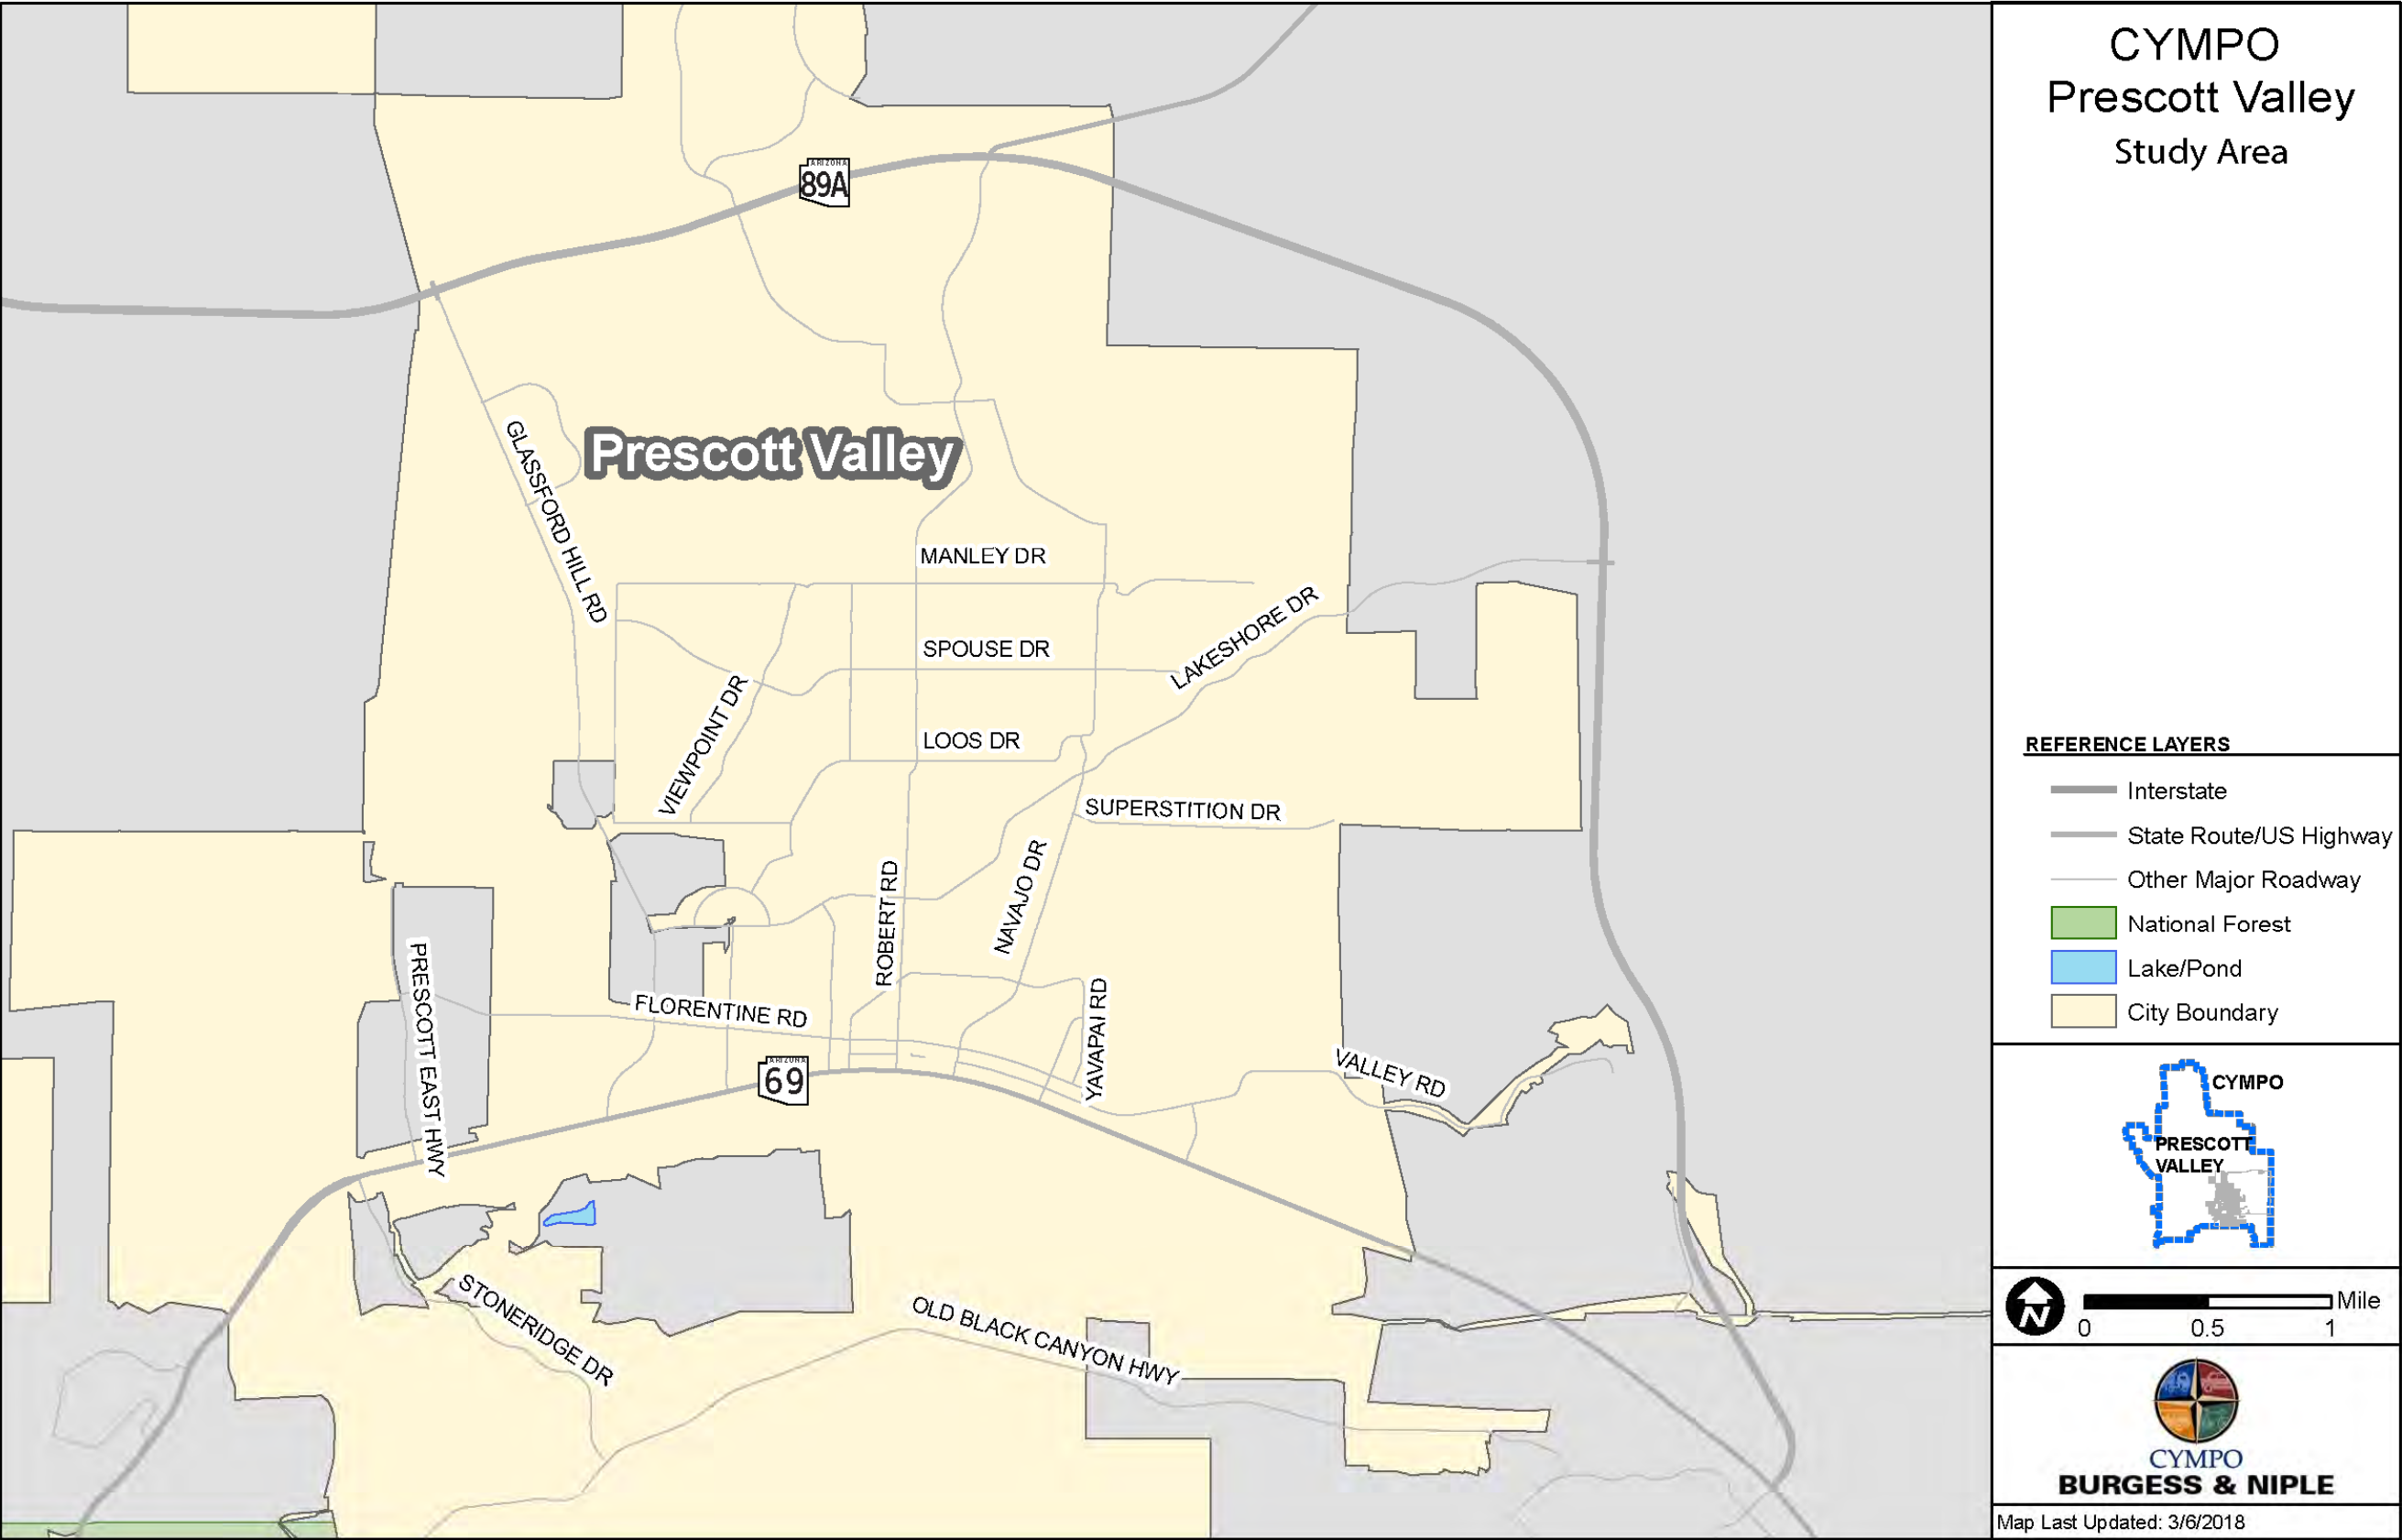 CYMPO
Prescott Valley
Study Area
ARIZONA
89A
Prescott Valley
GLASSFORD HILL RD
MANLEY DR
SPOUSE DR
LAKESHORE DR
VIEWPOINT DR
LOOS DR
SUPERSTITION DR
ROBERT RD
NAVAJO DR
PRESCOTT EAST HWY
FLORENTINE RD
YAVAPAI RD
ARIZONA
69
VALLEY RD
STONERIDGE DR
OLD BLACK CANYON HWY
REFERENCE LAYERS
Interstate
State Route/US Highway
Other Major Roadway
National Forest
Lake/Pond
City Boundary
CYMPO
PRESCOTT
VALLEY
N
Mile
0 0.5 1
CYMPO
BURGESS & NIPLE
Map Last Updated: 3/6/2018